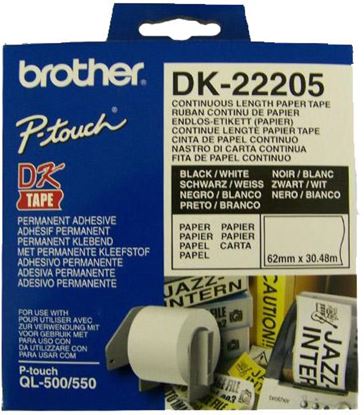 brother
P-touch
DK
TAPE
PERMANENT ADHESIVE
ADHÉSIF PERMANENT
PERMANENT KLEBEND
MET PERMANENTE KLEEFSTOF
ADHESIVO PERMANENTE
ADESIVO PERMANENTE
ADESIVA PERMANENTE
FOR USE WITH
POUR UTILISER AVEC
ZUR VERWENDUNG MIT
VOOR GEBRUIK MET
PARA USO CON
DA UTILIZZARE CON
PARA USAR COM
P-touch
QL-500/550
DK-22205
CONTINUOUS LENGTH PAPER TAPE
RUBAN CONTINU DE PAPIER
ENDLOS-ETIKETT (PAPIER)
CONTINUE LENGTE PAPIER TAPE
CINTA DE PAPEL CONTINUO
NASTRO DI CARTA CONTINUA
FITA DE PAPEL CONTINUO
BLACK/WHITE NOIR/BLANC
SCHWARZ/WEISS ZWART/WIT
NEGRO/BLANCO NERO/BIANCO
PRETO/BRANCO
PAPER PAPIER
PAPIER PAPIER
PAPEL CARTA
PAPEL
62mm x 30.48m
JAZZ
INTERN
JAZZ
INTERN